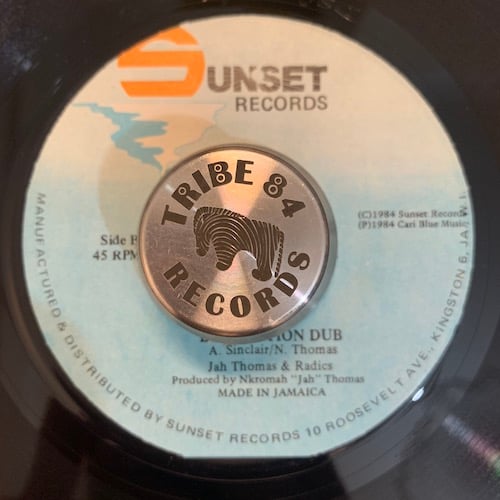 SUNSET
RECORDS
TRIBE 84
RECORDS
(C)1984 Sunset Records
(P)1984 Cari Blue Music
Side
45 RPM
DUB
A. Sinclair/N. Thomas
Jah Thomas & Radics
Produced by Nkromah "Jah" Thomas
MADE IN JAMAICA
MANUFACTURED & DISTRIBUTED BY SUNSET RECORDS 10 ROOSEVELT AVE., KINGSTON 6,